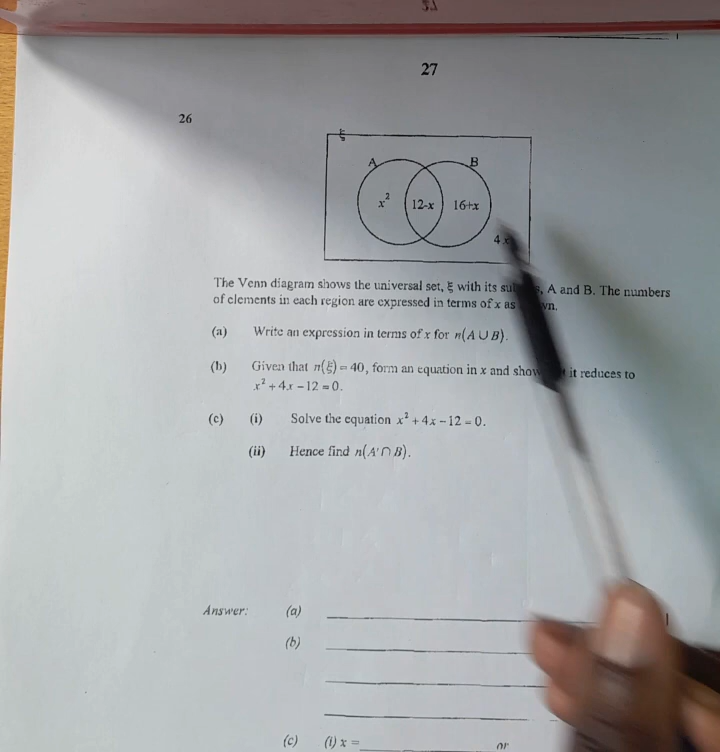 27
26
ξ
A B
x² 12-x 16+x
4x
The Venn diagram shows the universal set, ξ with its A and B. The numbers
of elements in each region are expressed in terms of x as
(a) Write an expression in terms of x for n(A ∪ B).
(b) Given that n(ξ) = 40, form an equation in x and show it reduces to
x² + 4x − 12 = 0.
(c) (i) Solve the equation x² + 4x − 12 = 0.
(ii) Hence find n(A' ∩ B).
Answer: (a)
(b)
(c) (i) x = or